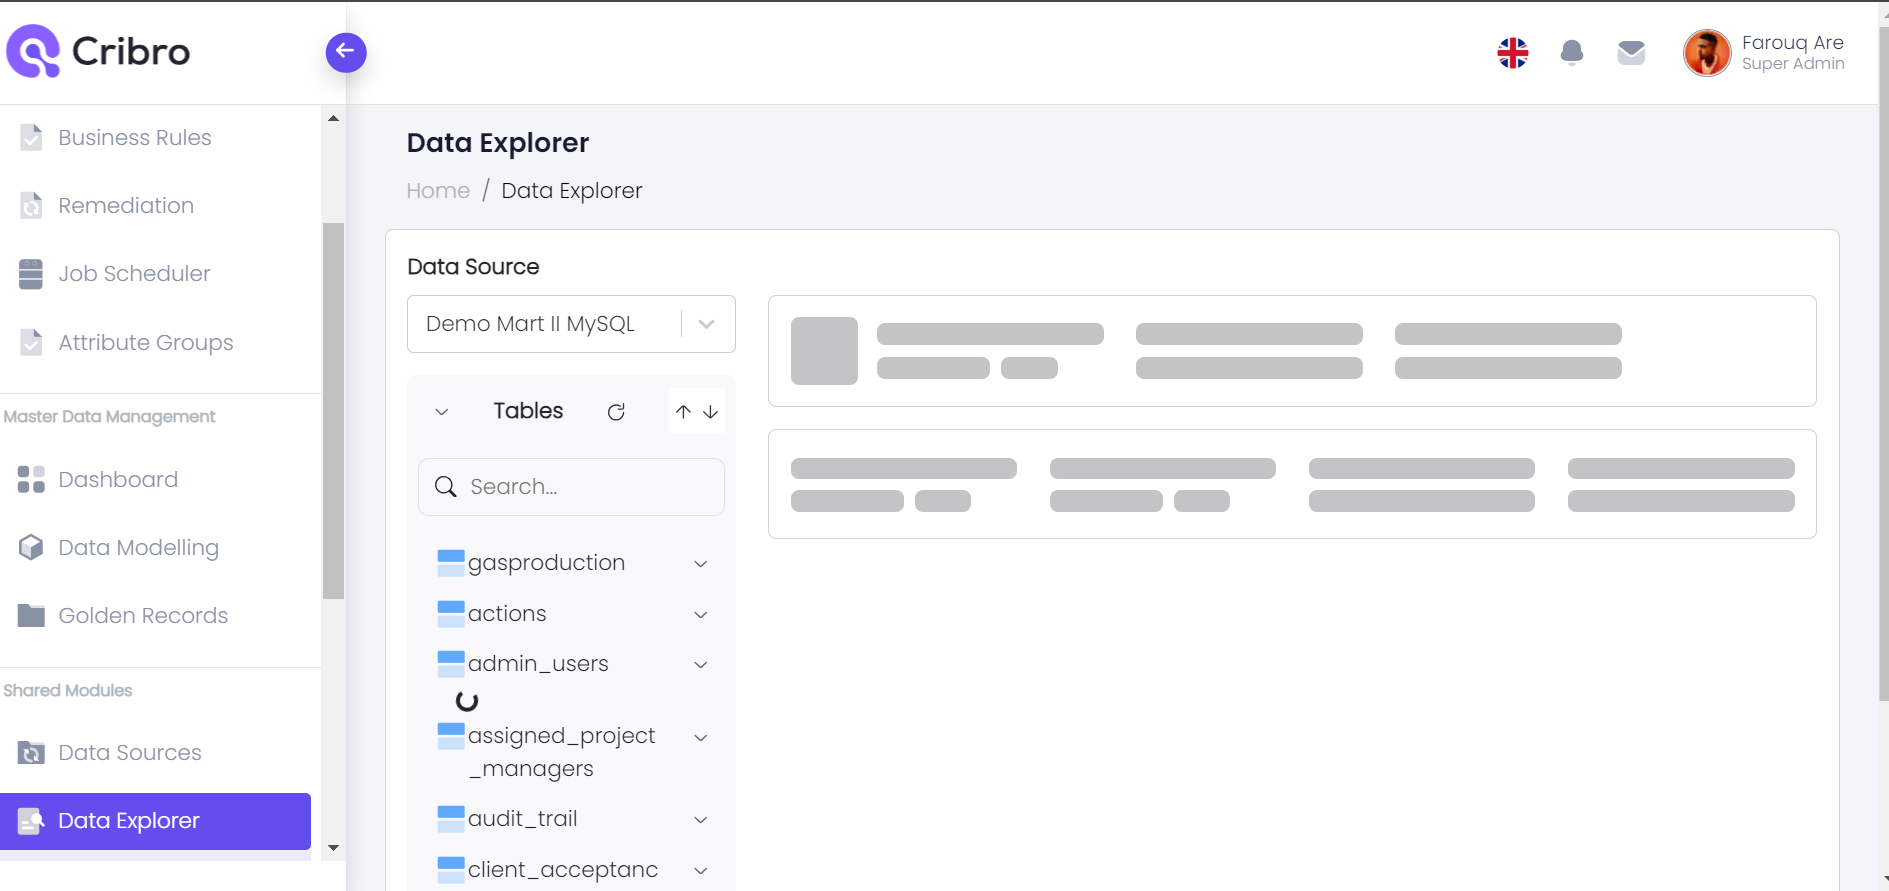 Cribro
Farouq Are
Super Admin
Business Rules
Remediation
Job Scheduler
Attribute Groups
Master Data Management
Dashboard
Data Modelling
Golden Records
Shared Modules
Data Sources
Data Explorer
Data Explorer
Home / Data Explorer
Data Source
Demo Mart II MySQL
Tables
Search...
gasproduction
actions
admin_users
assigned_project
_managers
audit_trail
client_acceptanc